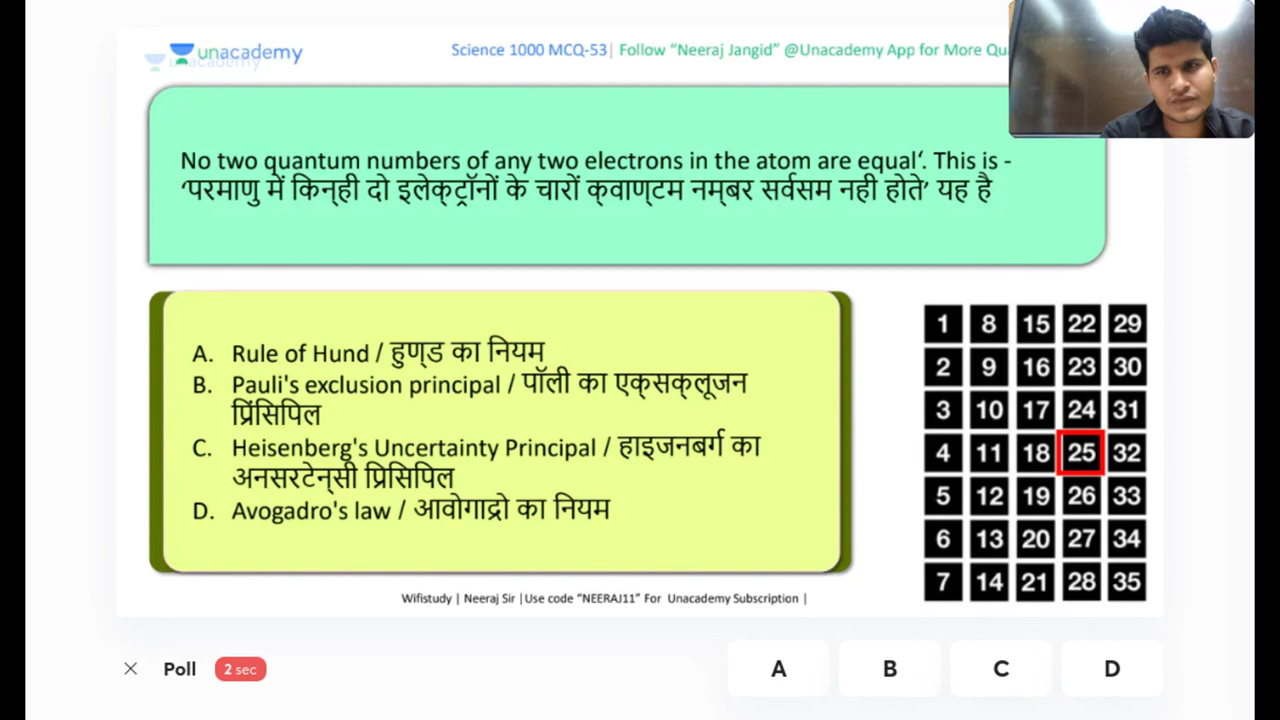 unacademy
Science 1000 MCQ-53| Follow “Neeraj Jangid” @Unacademy App for More Qu
No two quantum numbers of any two electrons in the atom are equal‘. This is -
‘परमाणु में किन्ही दो इलेक्ट्रॉनों के चारों क्वाण्टम नम्बर सर्वसम नही होते’ यह है
A. Rule of Hund / हुण्ड का नियम
B. Pauli's exclusion principal / पॉली का एक्सक्लूजन
प्रिंसिपिल
C. Heisenberg's Uncertainty Principal / हाइजनबर्ग का
अनसरटेन्सी प्रिसिपिल
D. Avogadro's law / आवोगाद्रो का नियम
1 8 15 22 29
2 9 16 23 30
3 10 17 24 31
4 11 18 25 32
5 12 19 26 33
6 13 20 27 34
7 14 21 28 35
Wifistudy | Neeraj Sir |Use code “NEERAJ11” For Unacademy Subscription |
Poll 2 sec A B C D